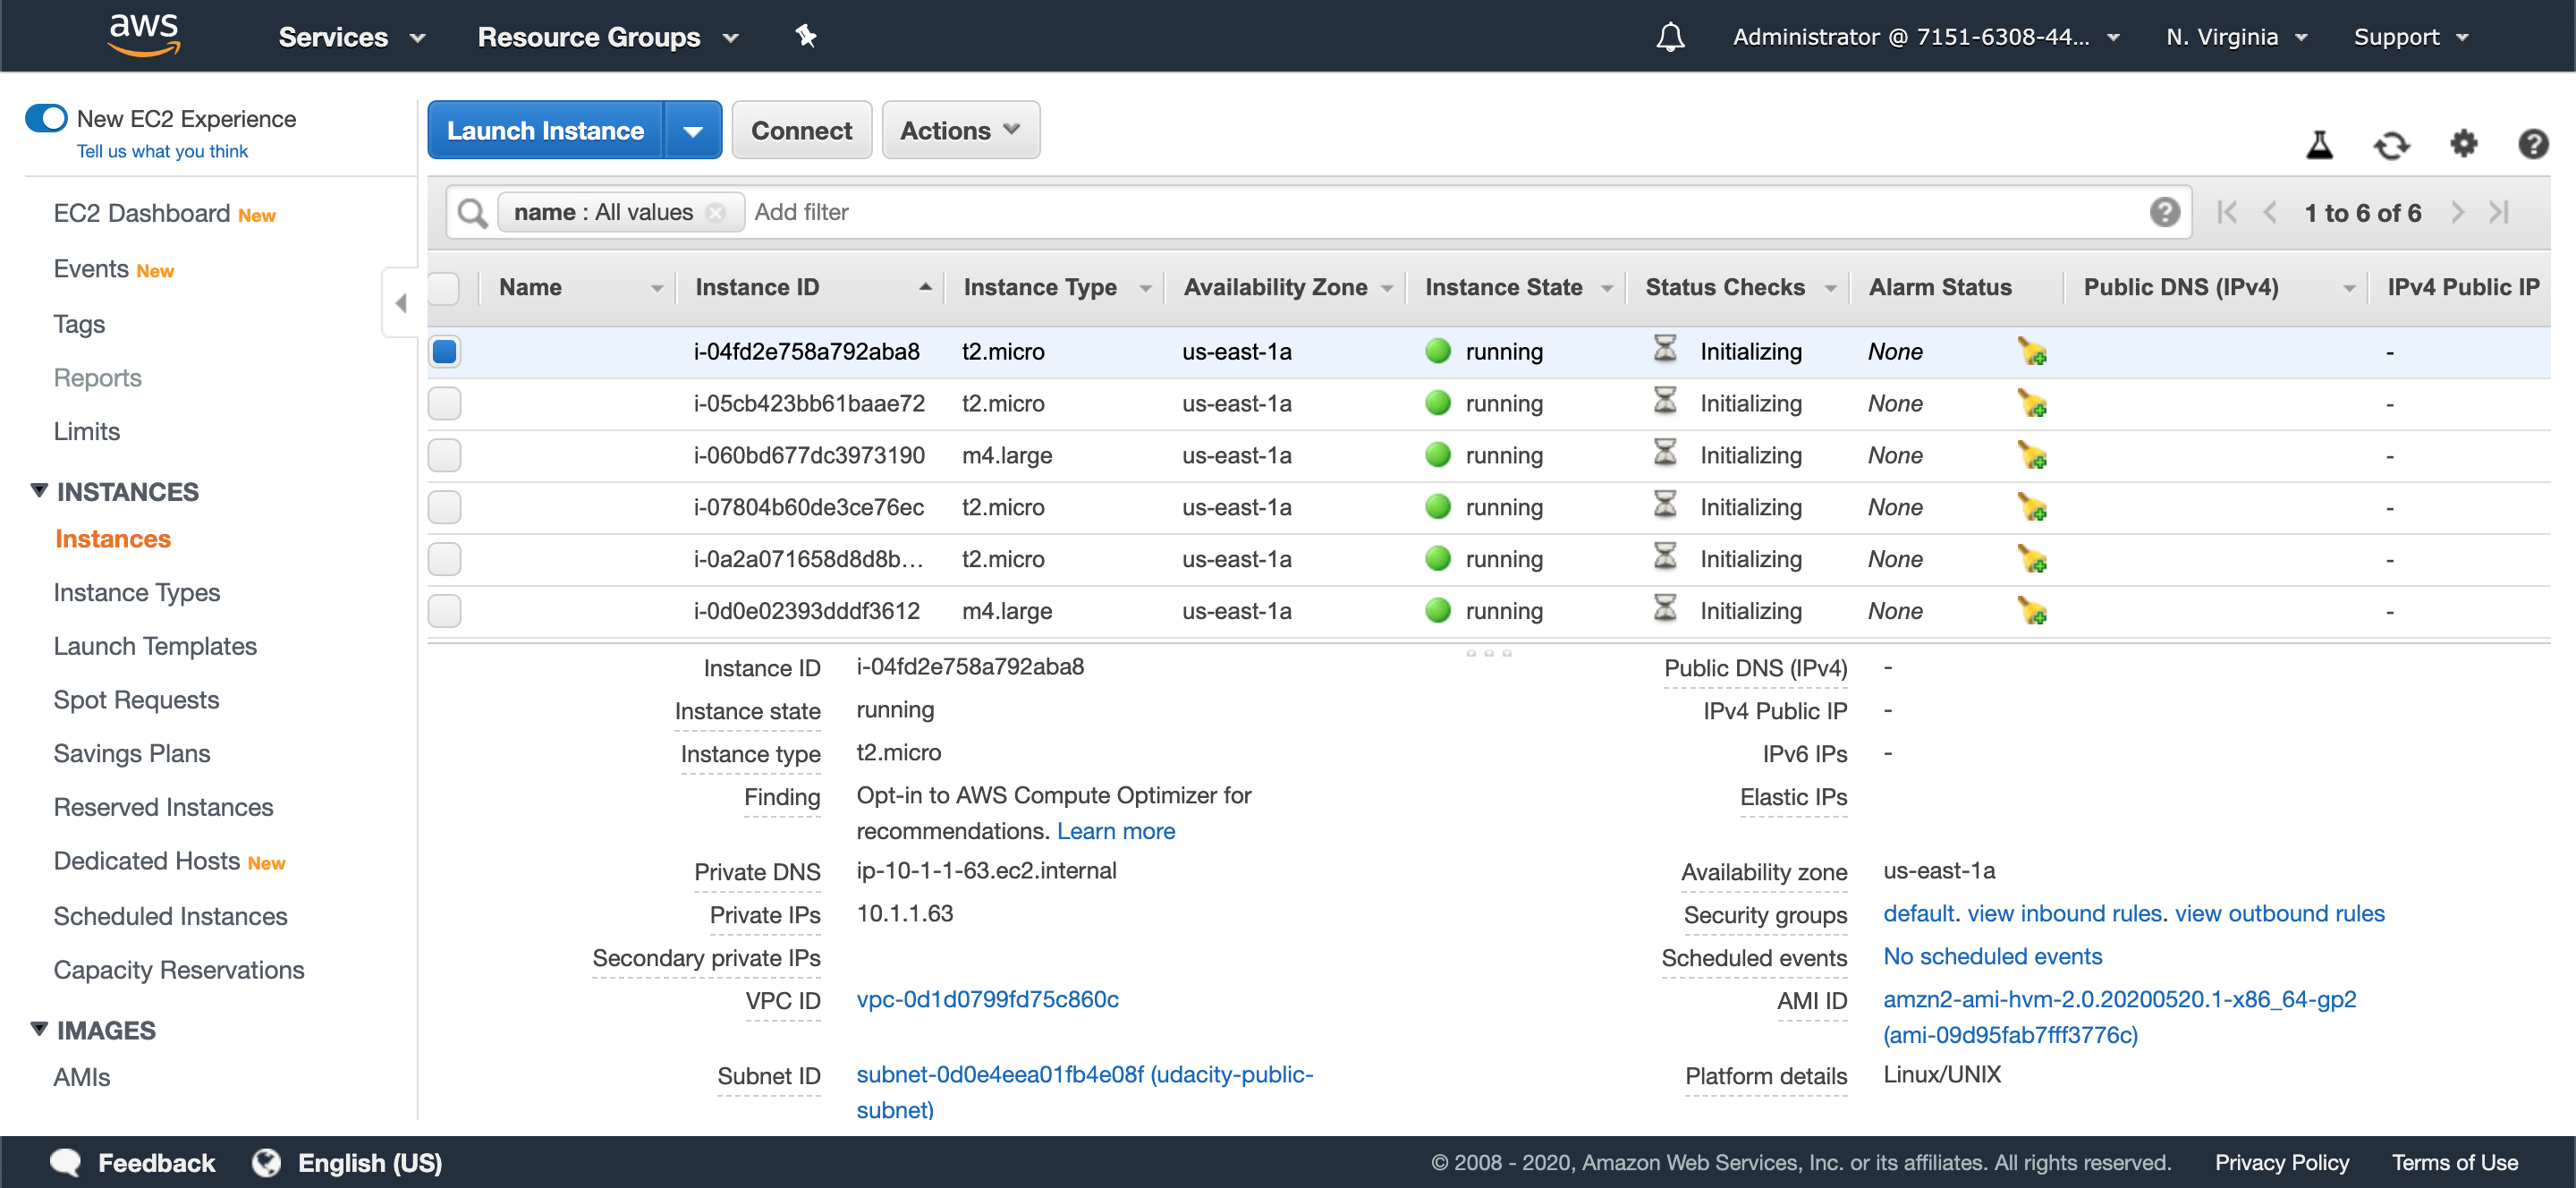 aws Services Resource Groups Administrator @ 7151-6308-44... N. Virginia Support
New EC2 Experience
Tell us what you think
EC2 Dashboard New
Events New
Tags
Reports
Limits
INSTANCES
Instances
Instance Types
Launch Templates
Spot Requests
Savings Plans
Reserved Instances
Dedicated Hosts New
Scheduled Instances
Capacity Reservations
IMAGES
AMIs
Launch Instance Connect Actions
name : All values Add filter 1 to 6 of 6
Name Instance ID Instance Type Availability Zone Instance State Status Checks Alarm Status Public DNS (IPv4) IPv4 Public IP
i-04fd2e758a792aba8 t2.micro us-east-1a running Initializing None -
i-05cb423bb61baae72 t2.micro us-east-1a running Initializing None -
i-060bd677dc3973190 m4.large us-east-1a running Initializing None -
i-07804b60de3ce76ec t2.micro us-east-1a running Initializing None -
i-0a2a071658d8d8b... t2.micro us-east-1a running Initializing None -
i-0d0e02393dddf3612 m4.large us-east-1a running Initializing None -
Instance ID i-04fd2e758a792aba8
Instance state running
Instance type t2.micro
Finding Opt-in to AWS Compute Optimizer for
recommendations. Learn more
Private DNS ip-10-1-1-63.ec2.internal
Private IPs 10.1.1.63
Secondary private IPs
VPC ID vpc-0d1d0799fd75c860c
Subnet ID subnet-0d0e4eea01fb4e08f (udacity-public-
subnet)
Public DNS (IPv4) -
IPv4 Public IP -
IPv6 IPs -
Elastic IPs
Availability zone us-east-1a
Security groups default. view inbound rules. view outbound rules
Scheduled events No scheduled events
AMI ID amzn2-ami-hvm-2.0.20200520.1-x86_64-gp2
(ami-09d95fab7fff3776c)
Platform details Linux/UNIX
Feedback English (US) © 2008 - 2020, Amazon Web Services, Inc. or its affiliates. All rights reserved. Privacy Policy Terms of Use